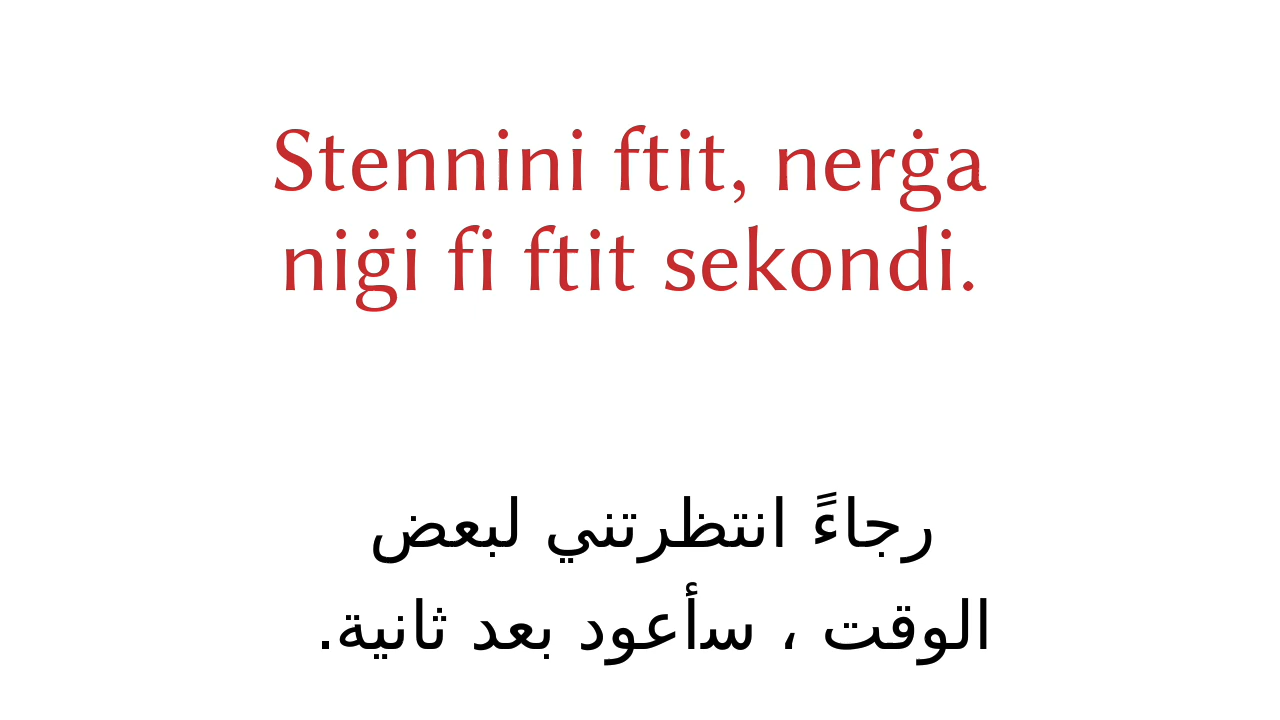 Stennini ftit, nerġa
niġi fi ftit sekondi.
رجاءً انتظرتني لبعض
الوقت ، سأعود بعد ثانية.